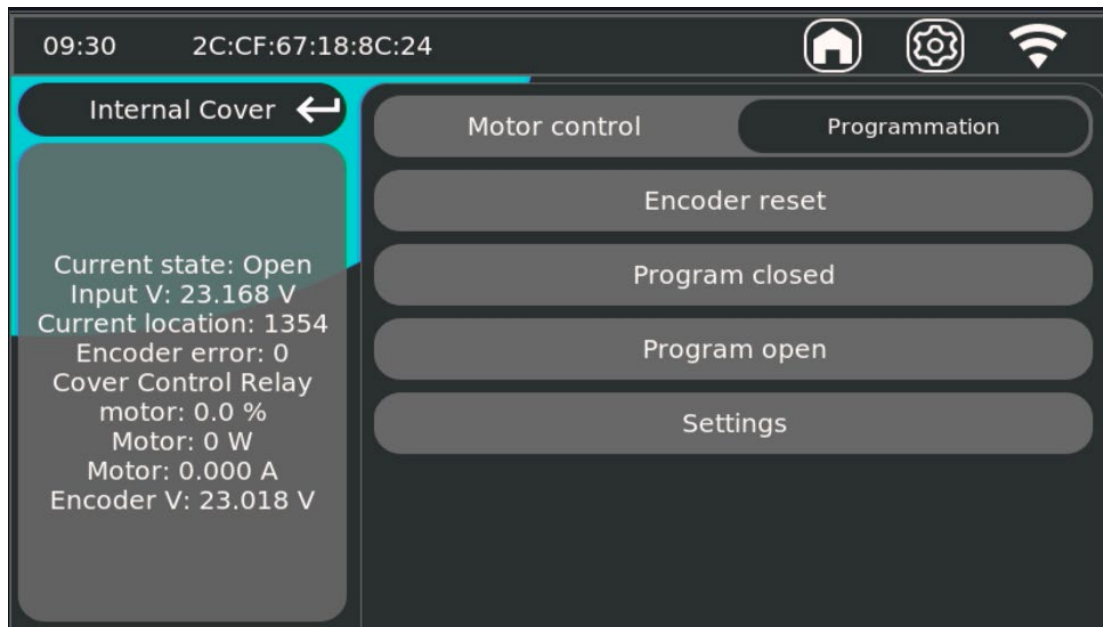 09:30 2C:CF:67:18:8C:24
Internal Cover
Current state: Open
Input V: 23.168 V
Current location: 1354
Encoder error: 0
Cover Control Relay
motor: 0.0 %
Motor: 0 W
Motor: 0.000 A
Encoder V: 23.018 V
Motor control Programmation
Encoder reset
Program closed
Program open
Settings